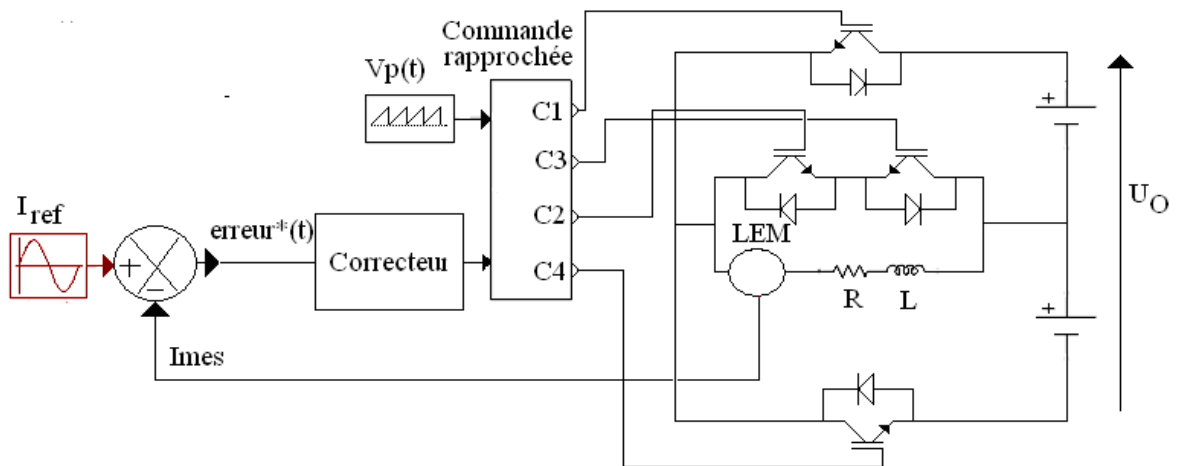 Commande
rapprochée
Vp(t)
C1
C3
C2
C4
I ref
+
−
erreur*(t)
Correcteur
Imes
LEM
R
L
+
+
U O